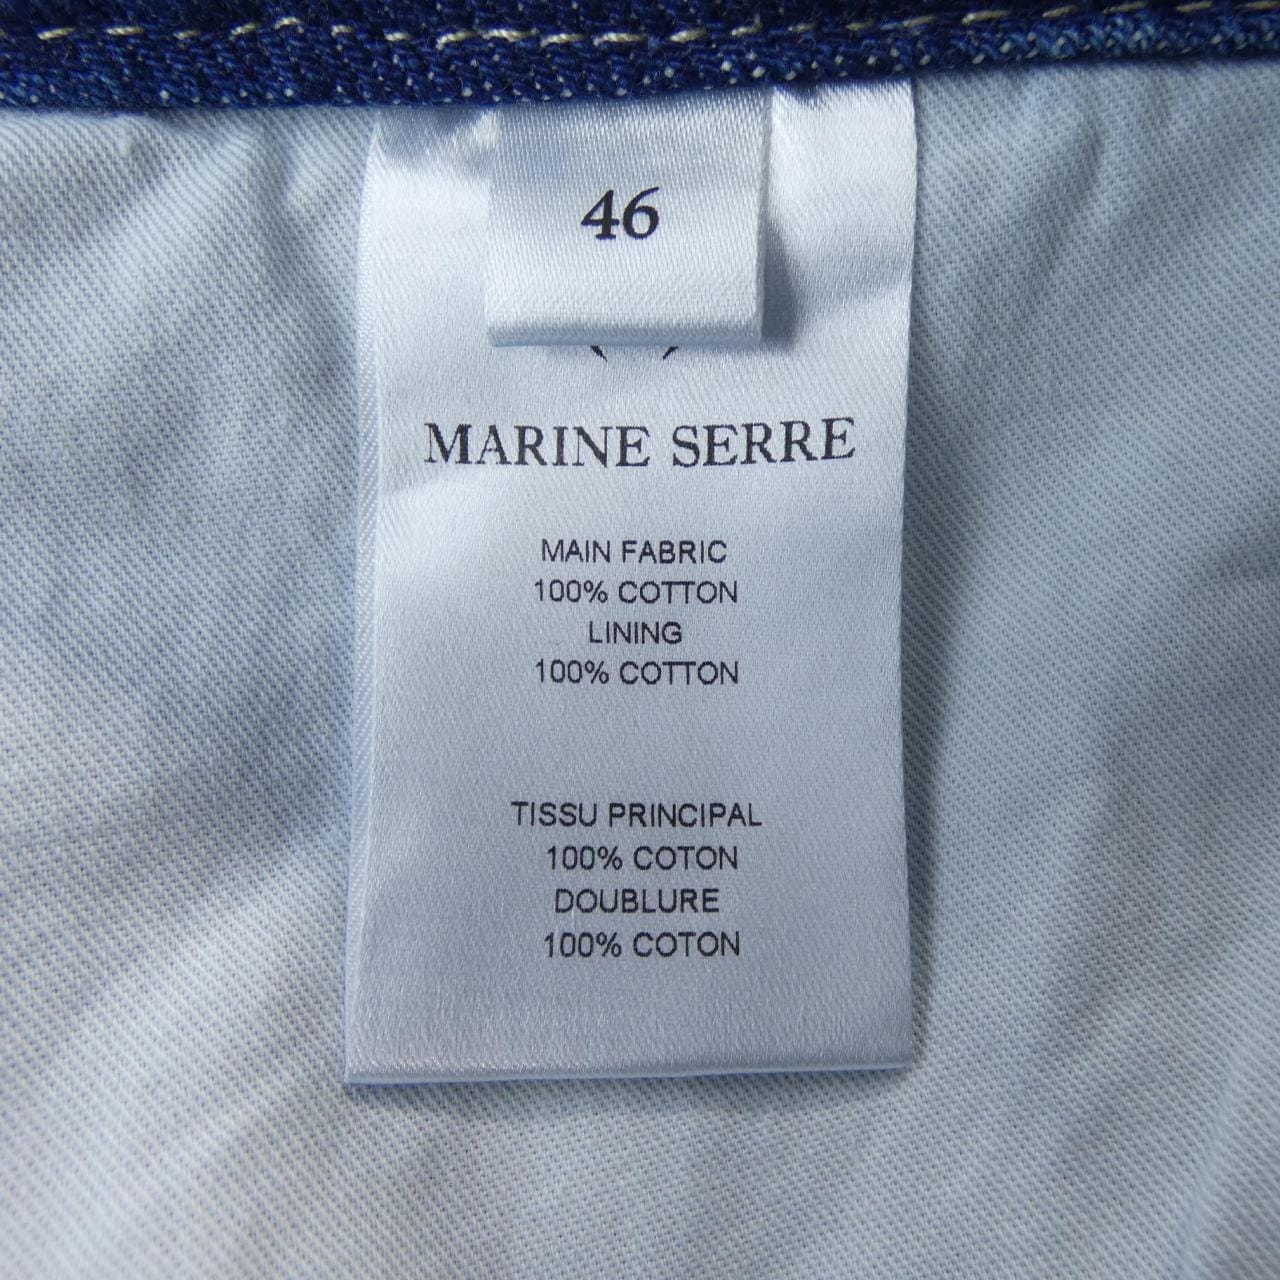 46
MARINE SERRE
MAIN FABRIC
100% COTTON
LINING
100% COTTON
TISSU PRINCIPAL
100% COTON
DOUBLURE
100% COTON